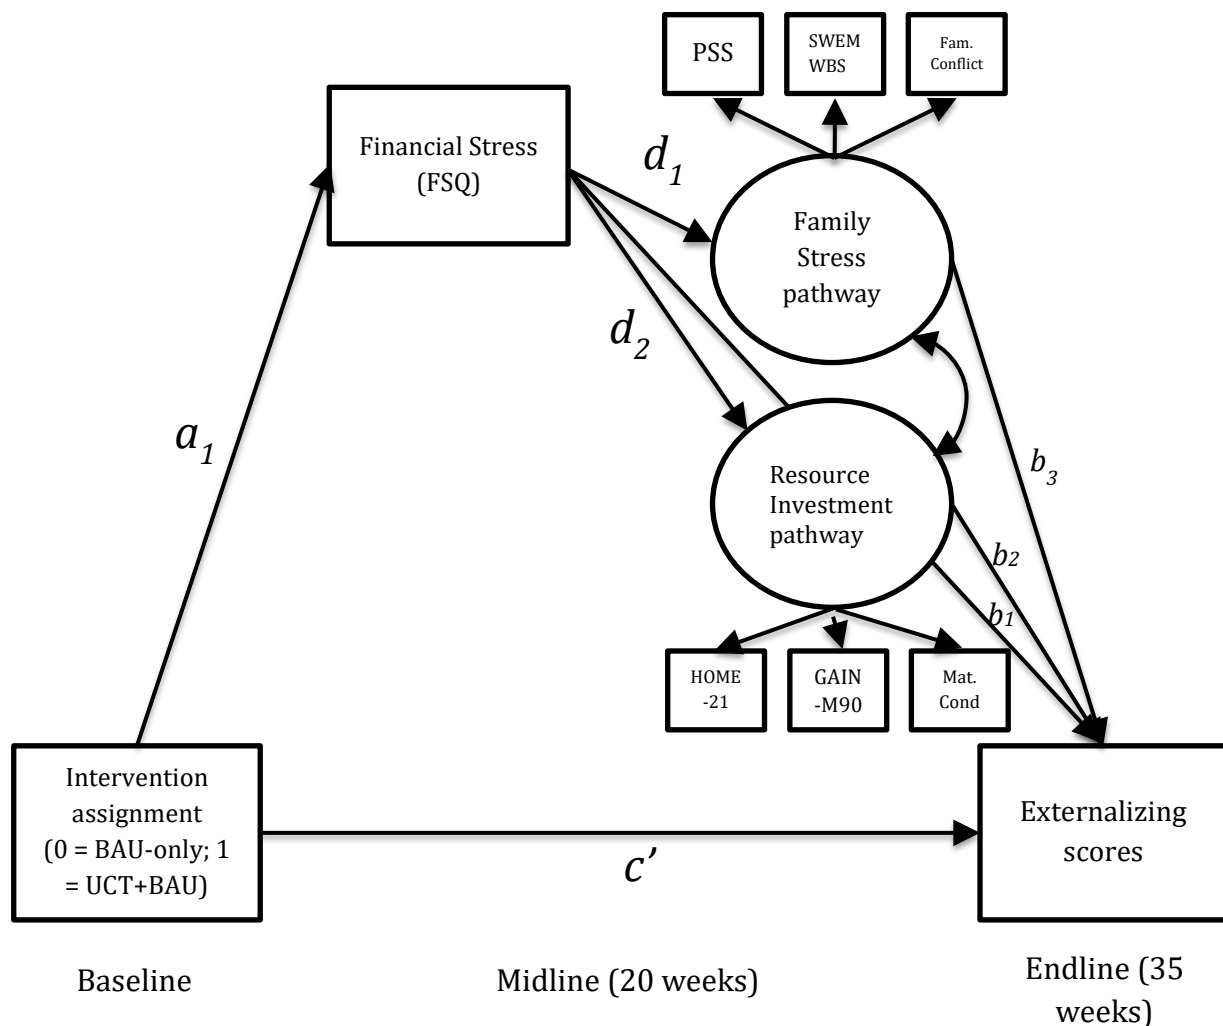 PSS
SWEM
WBS
Fam.
Conflict
Financial Stress
(FSQ)
d1
Family
Stress
pathway
d2
a1
Resource
Investment
pathway
b3
b2
b1
HOME
-21
GAIN
-M90
Mat.
Cond
Intervention
assignment
(0 = BAU-only; 1
= UCT+BAU)
c’
Externalizing
scores
Baseline
Midline (20 weeks)
Endline (35
weeks)